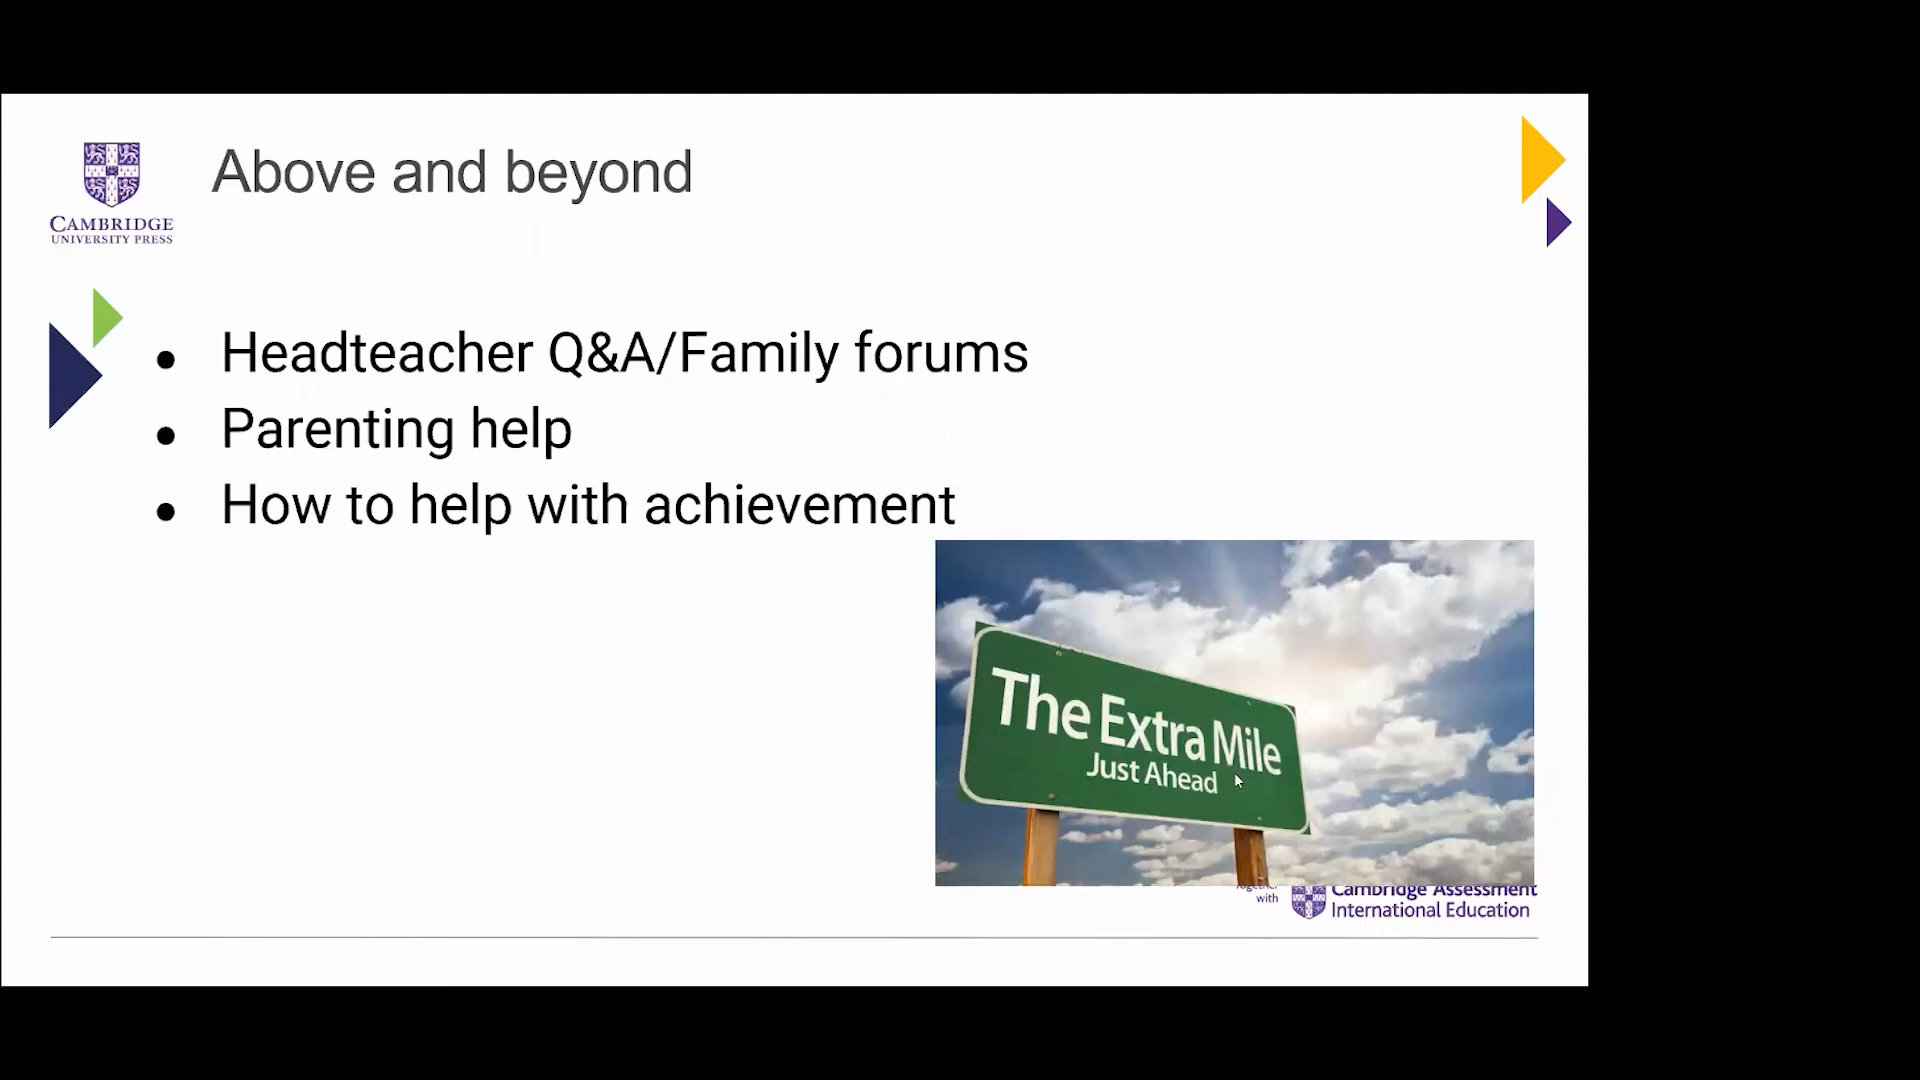 Above and beyond
CAMBRIDGE
UNIVERSITY PRESS
Headteacher Q&A/Family forums
Parenting help
How to help with achievement
The Extra Mile
Just Ahead
Together
with
Cambridge Assessment
International Education